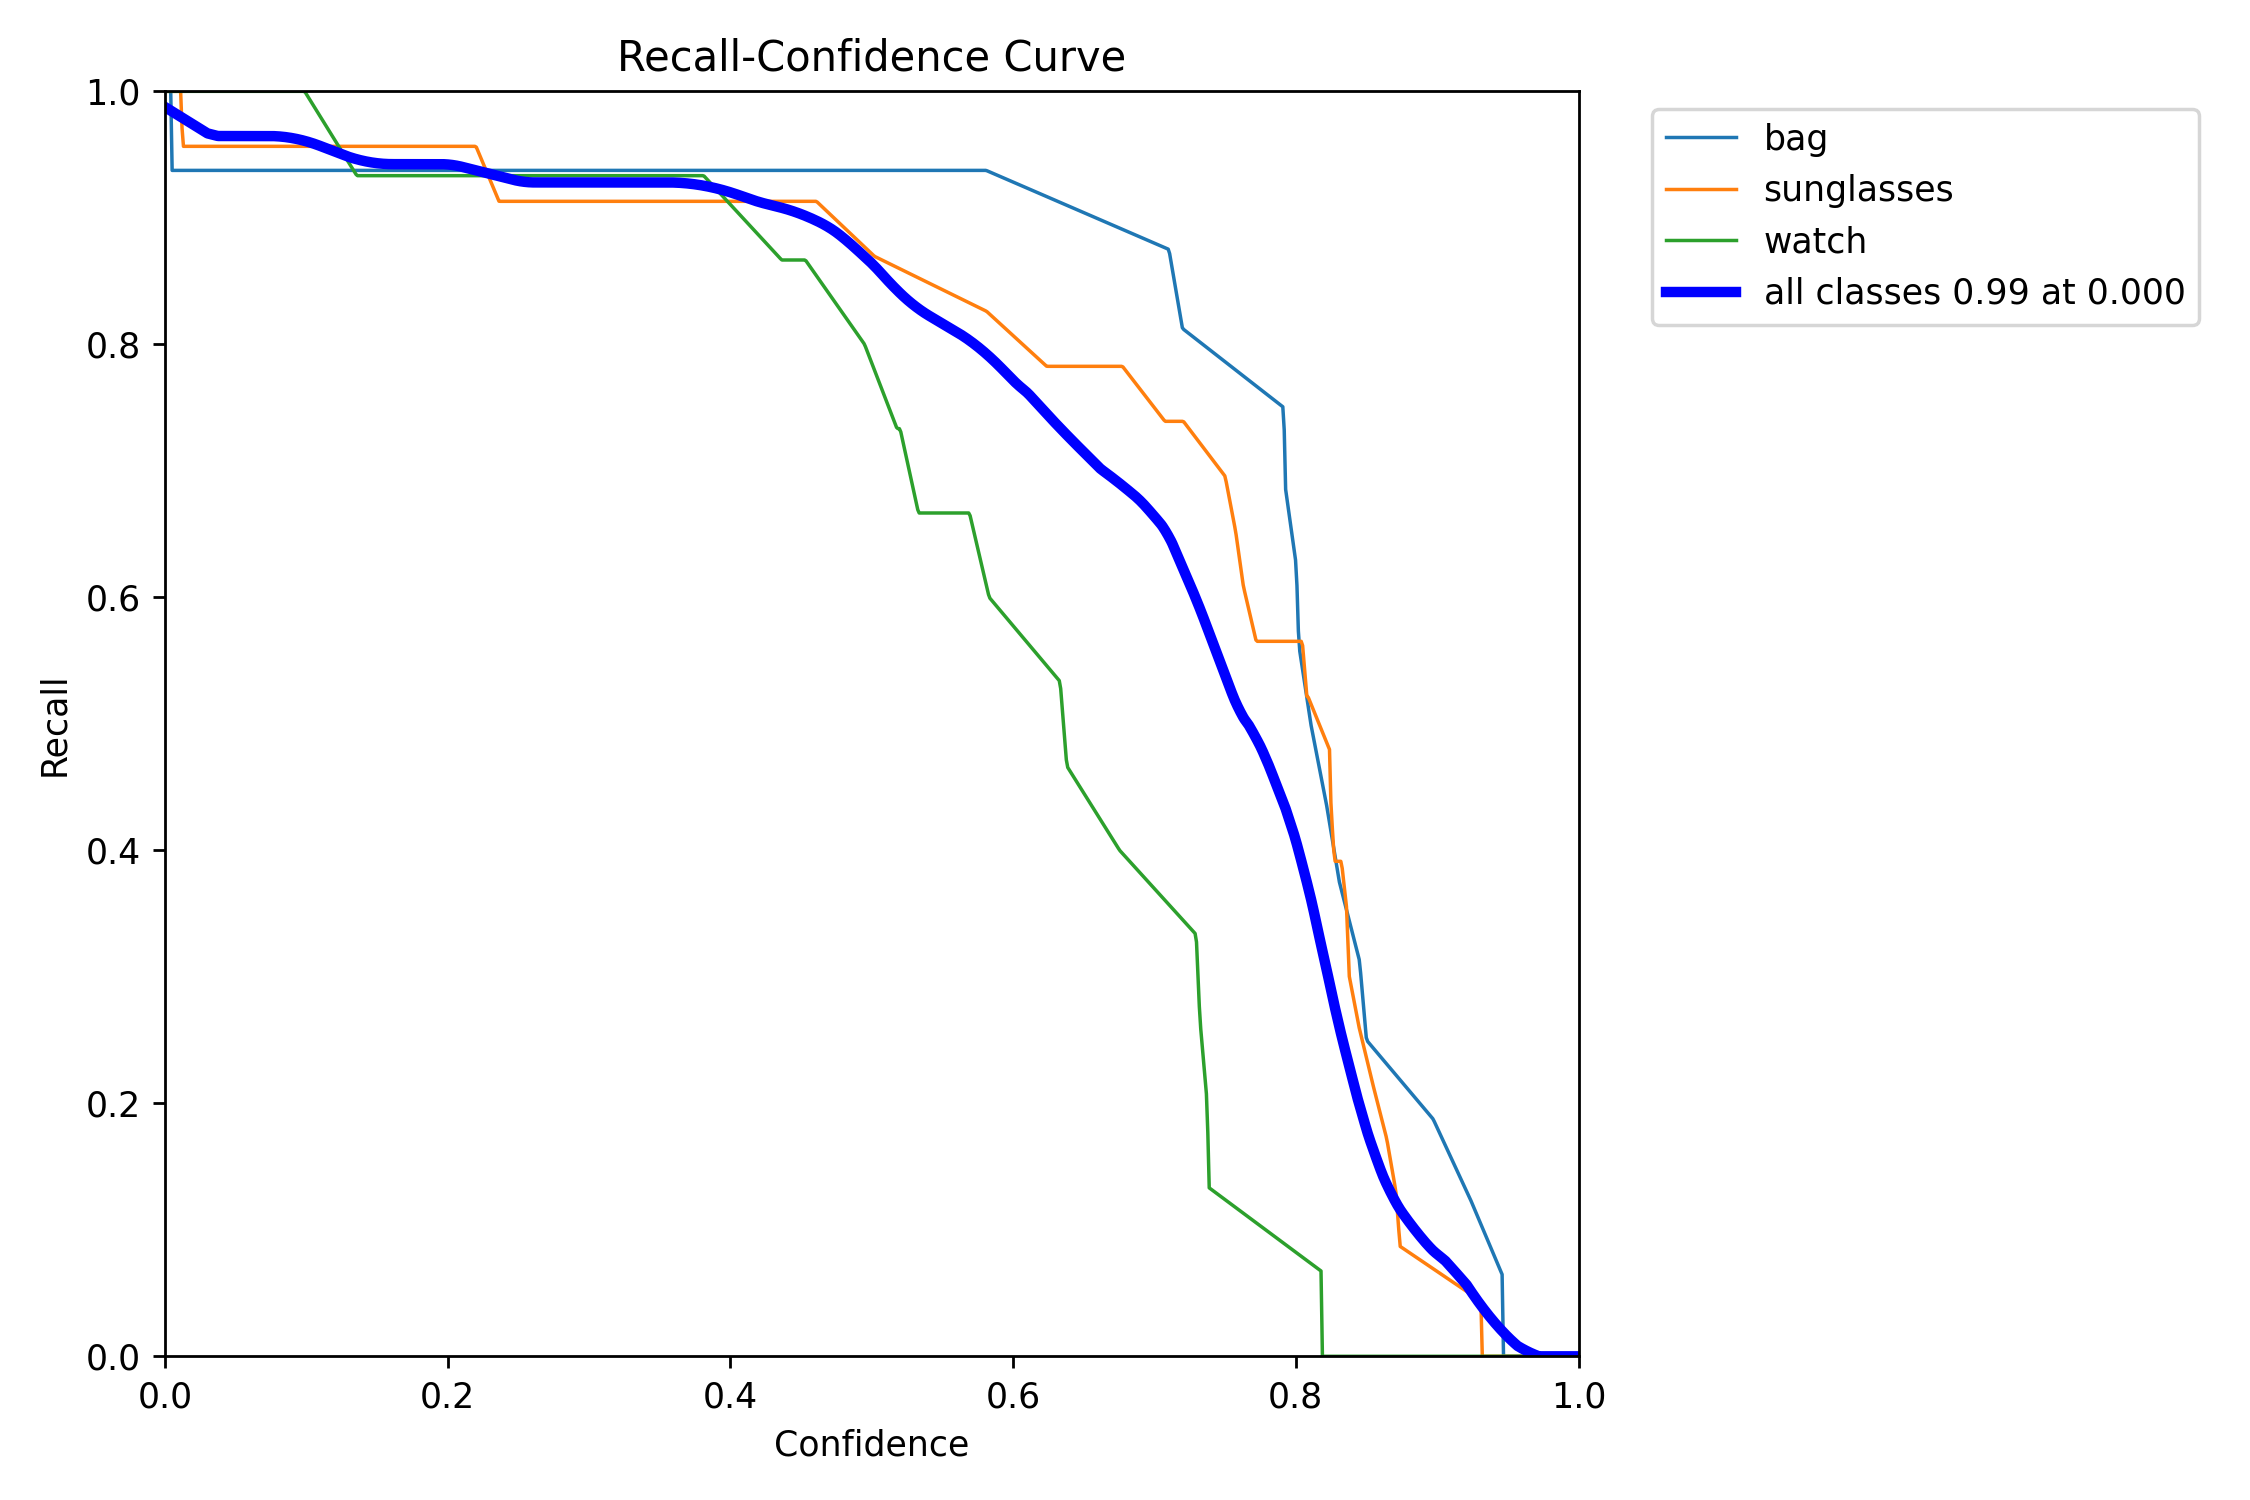 Recall-Confidence Curve
1.0
0.8
0.6
0.4
0.2
0.0
Recall
0.0 0.2 0.4 0.6 0.8 1.0
Confidence
bag
sunglasses
watch
all classes 0.99 at 0.000